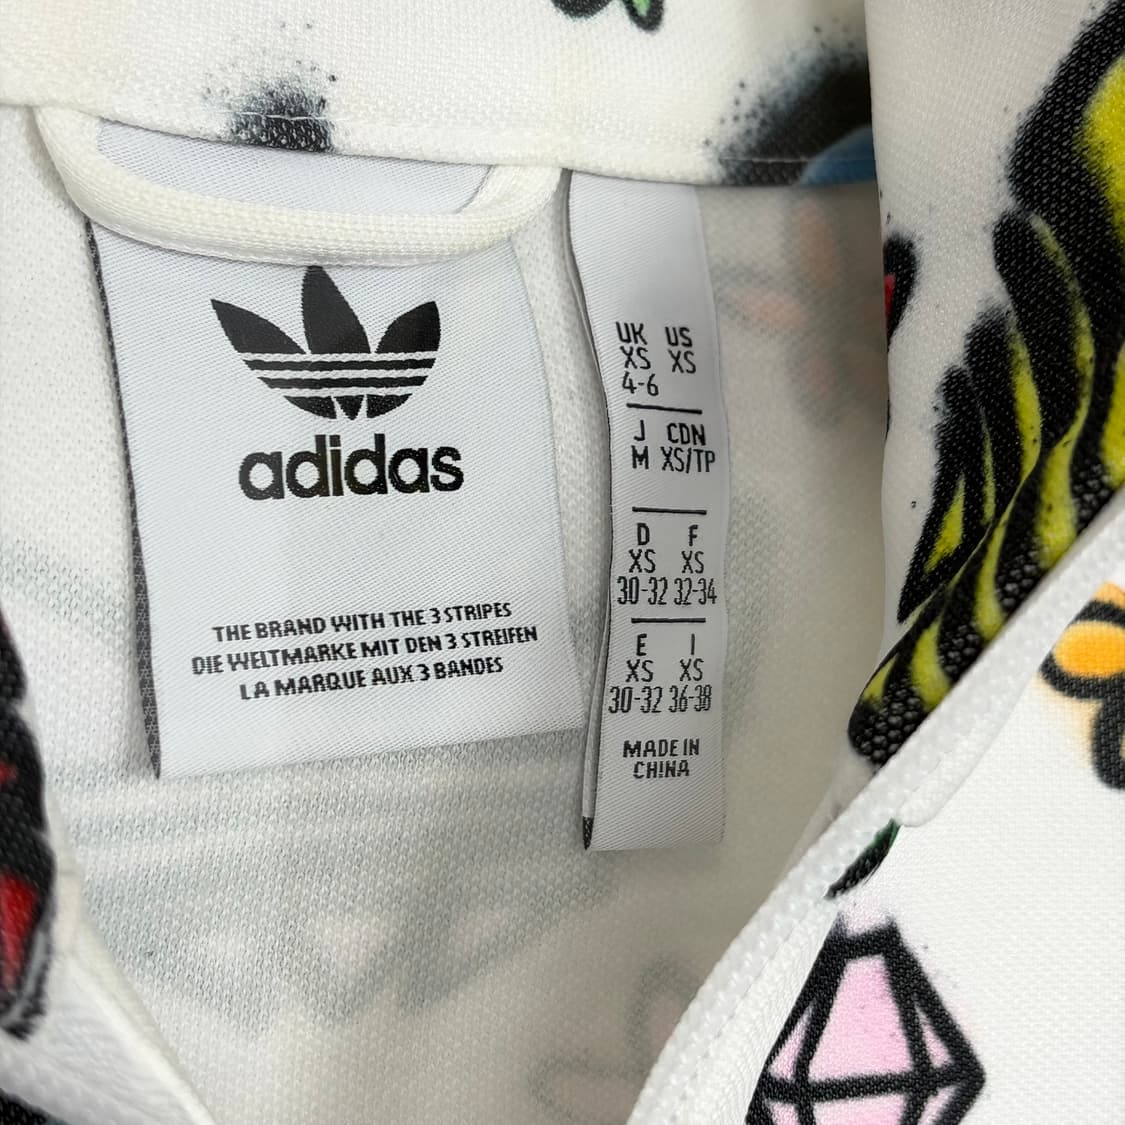 adidas
THE BRAND WITH THE 3 STRIPES
DIE WELTMARKE MIT DEN 3 STREIFEN
LA MARQUE AUX 3 BANDES
UK US
XS XS
4-6
J CDN
M XS/TP
D F
XS XS
30-32 32-34
E I
XS XS
30-32 36-38
MADE IN
CHINA